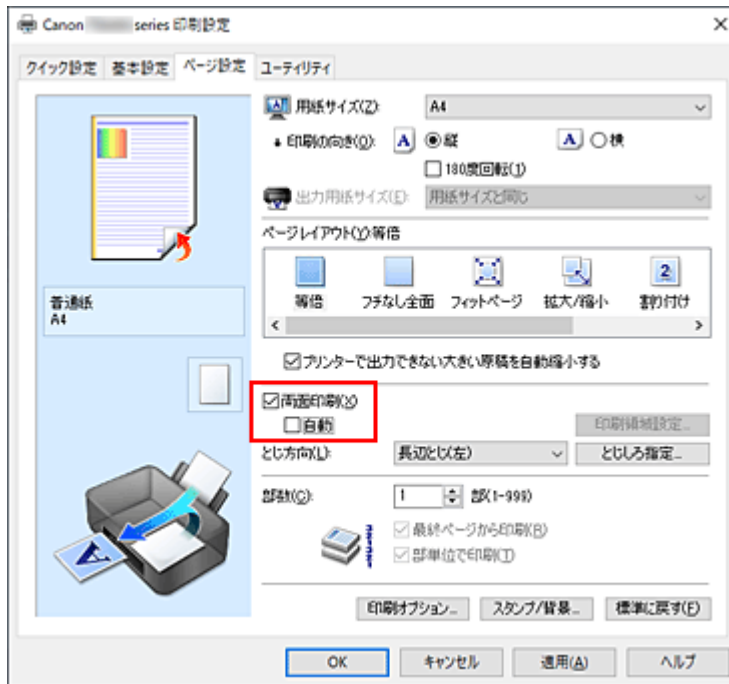 Canon series 印刷設定
クイック設定 基本設定 ページ設定 ユーティリティ
用紙サイズ(Z): A4
印刷の向き(O): A 縦 A 横
180度回転(1)
出力用紙サイズ(E): 用紙サイズと同じ
ページレイアウト(Y):等倍
等倍 フチなし全面 フィットページ 拡大/縮小 割り付け
2
普通紙
A4
プリンターで出力できない大きい原稿を自動縮小する
両面印刷(X)
自動
印刷領域設定...
とじ方向(L): 長辺とじ(左) とじしろ指定...
部数(C): 1 部(1-999)
最終ページから印刷(R)
部単位で印刷(T)
A
印刷オプション... スタンプ/背景... 標準に戻す(F)
OK キャンセル 適用(A) ヘルプ